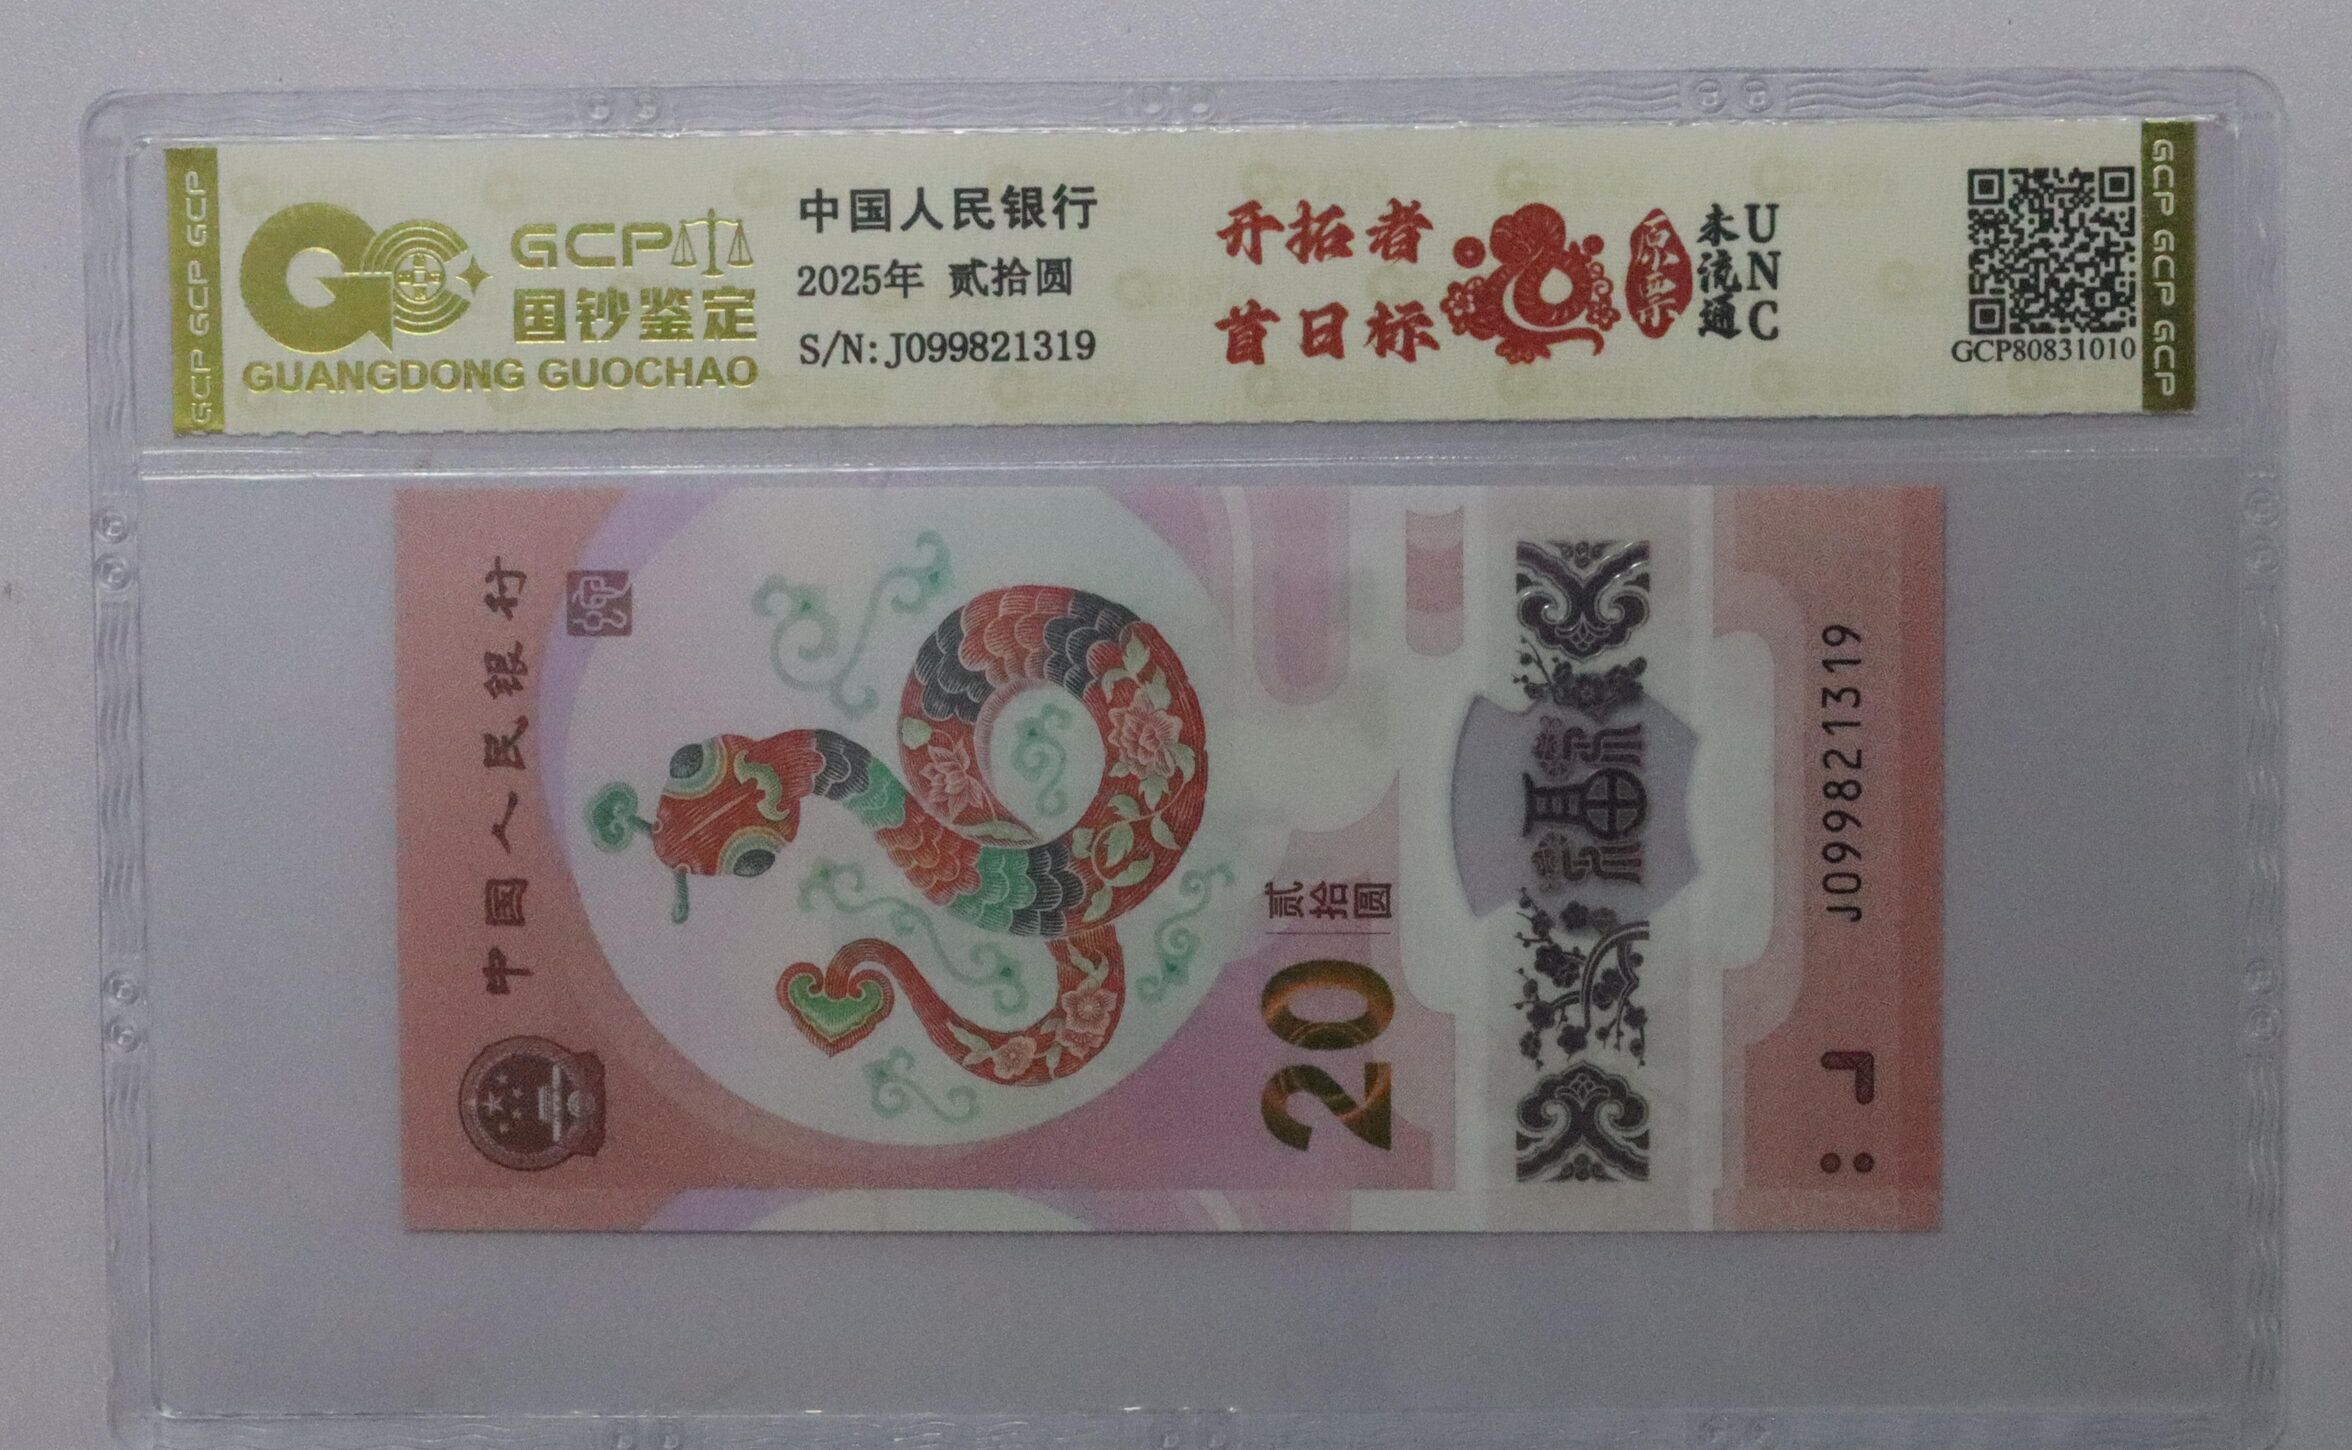 GCP GCP GCP
GCP
国钞鉴定
GUANGDONG GUOCHAO
中国人民银行
2025年 贰拾圆
S/N: J099821319
开拓者
首日标
原票
未流通
UNC
GCP80831010
GCP GCP GCP
中国人民银行
贰拾圆
20
福
J099821319